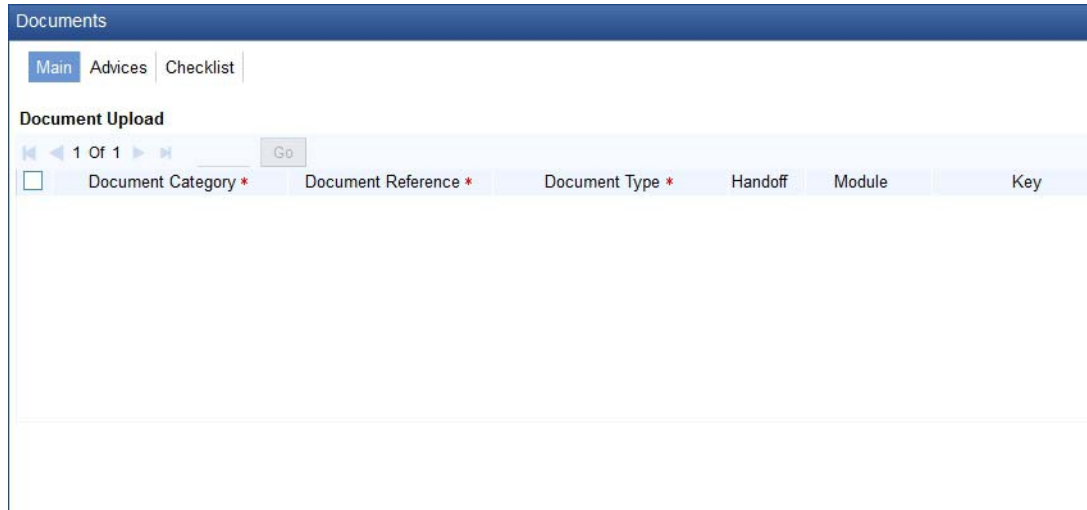 Documents
Main Advices Checklist
Document Upload
1 Of 1 Go
Document Category * Document Reference * Document Type * Handoff Module Key